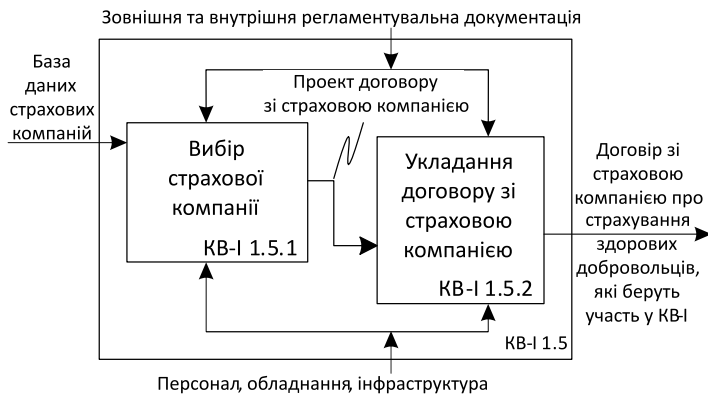 Зовнішня та внутрішня регламентувальна документація
База
даних
страхових
компаній
Проект договору
зі страховою компанією
Вибір
страхової
компанії
КВ-І 1.5.1
Укладання
договору зі
страховою
компанією
КВ-І 1.5.2
Договір зі
страховою
компанією про
страхування
здорових
добровольців,
які беруть
участь у КВ-І
КВ-І 1.5
Персонал, обладнання, інфраструктура